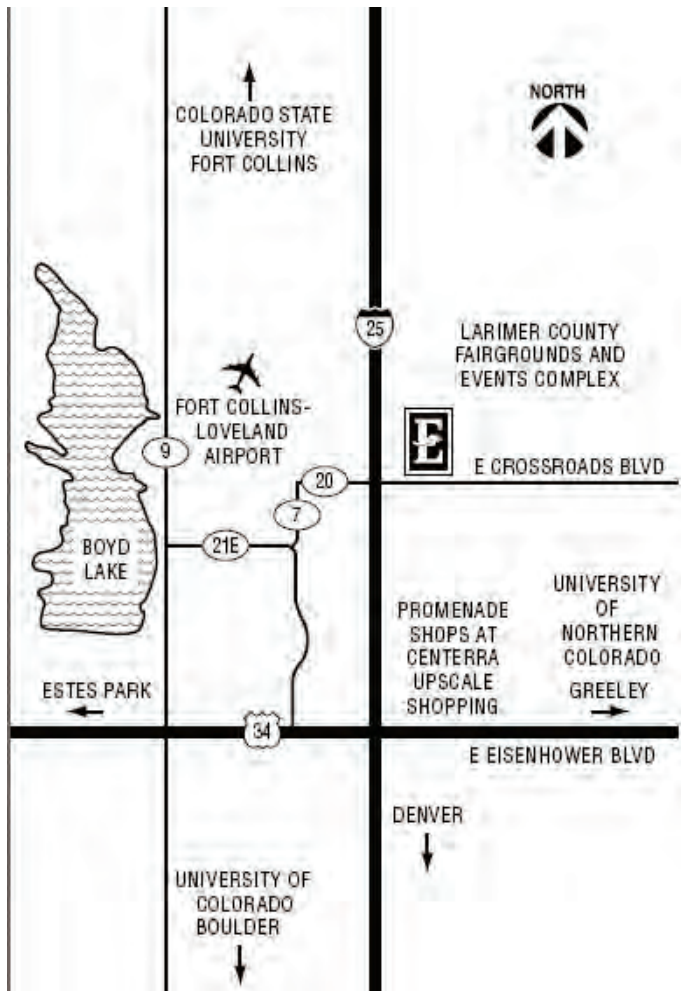 NORTH
COLORADO STATE
UNIVERSITY
FORT COLLINS
25
LARIMER COUNTY
FAIRGROUNDS AND
EVENTS COMPLEX
FORT COLLINS-
LOVELAND
AIRPORT
E
9
20
E CROSSROADS BLVD
7
21E
BOYD
LAKE
PROMENADE
SHOPS AT
CENTERRA
UPSCALE
SHOPPING
UNIVERSITY
OF
NORTHERN
COLORADO
GREELEY
ESTES PARK
34
E EISENHOWER BLVD
DENVER
UNIVERSITY OF
COLORADO
BOULDER